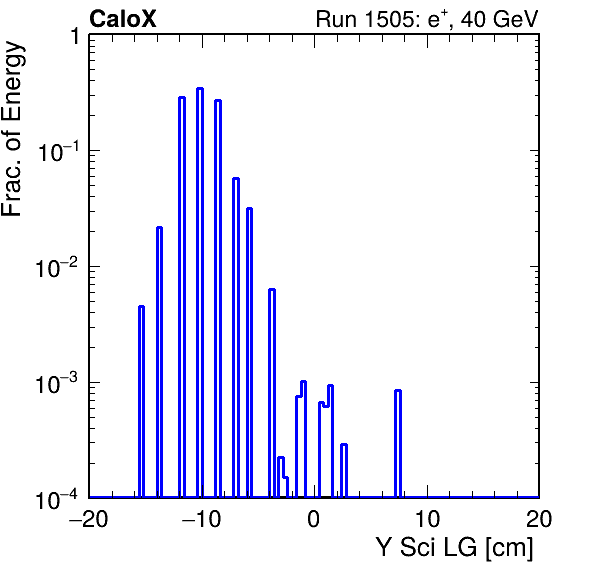 CaloX Run 1505: e⁺, 40 GeV
Frac. of Energy
1
10⁻¹
10⁻²
10⁻³
10⁻⁴
−20 −10 0 10 20
Y Sci LG [cm]